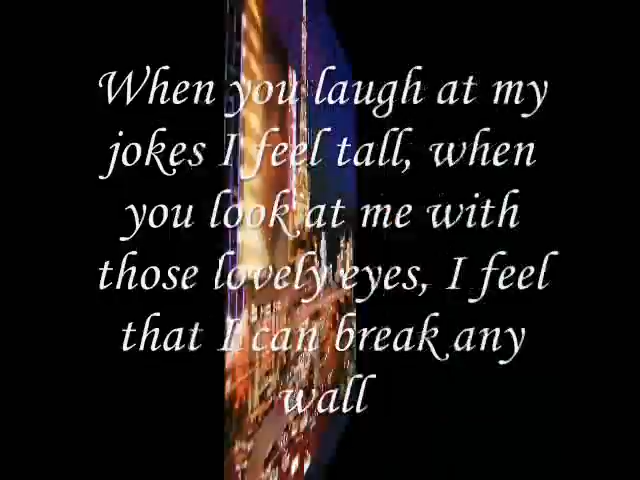 When you laugh at my
jokes I feel tall, when
you look at me with
those lovely eyes, I feel
that I can break any
wall